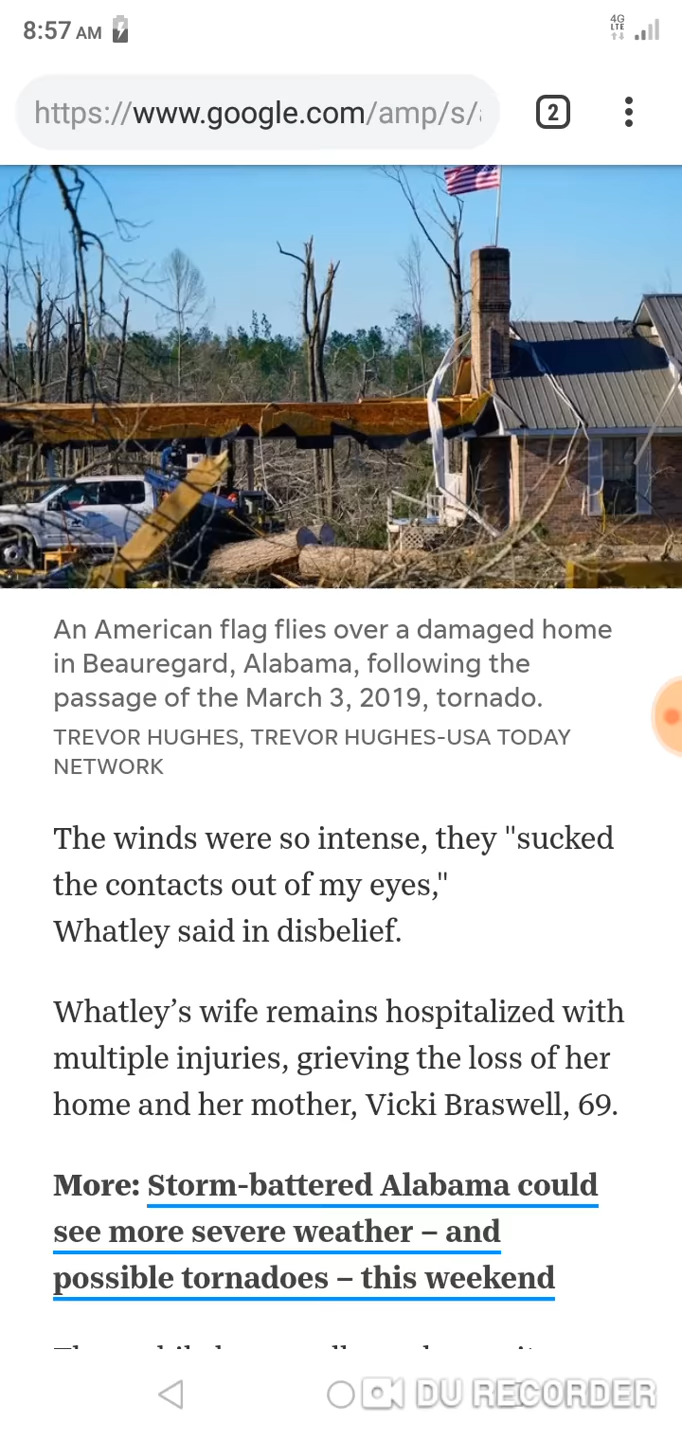 8:57 AM
4G
LTE
https://www.google.com/amp/s/
2
An American flag flies over a damaged home
in Beauregard, Alabama, following the
passage of the March 3, 2019, tornado.
TREVOR HUGHES, TREVOR HUGHES-USA TODAY
NETWORK
The winds were so intense, they "sucked
the contacts out of my eyes,"
Whatley said in disbelief.
Whatley’s wife remains hospitalized with
multiple injuries, grieving the loss of her
home and her mother, Vicki Braswell, 69.
More: Storm-battered Alabama could
see more severe weather – and
possible tornadoes – this weekend
DU RECORDER